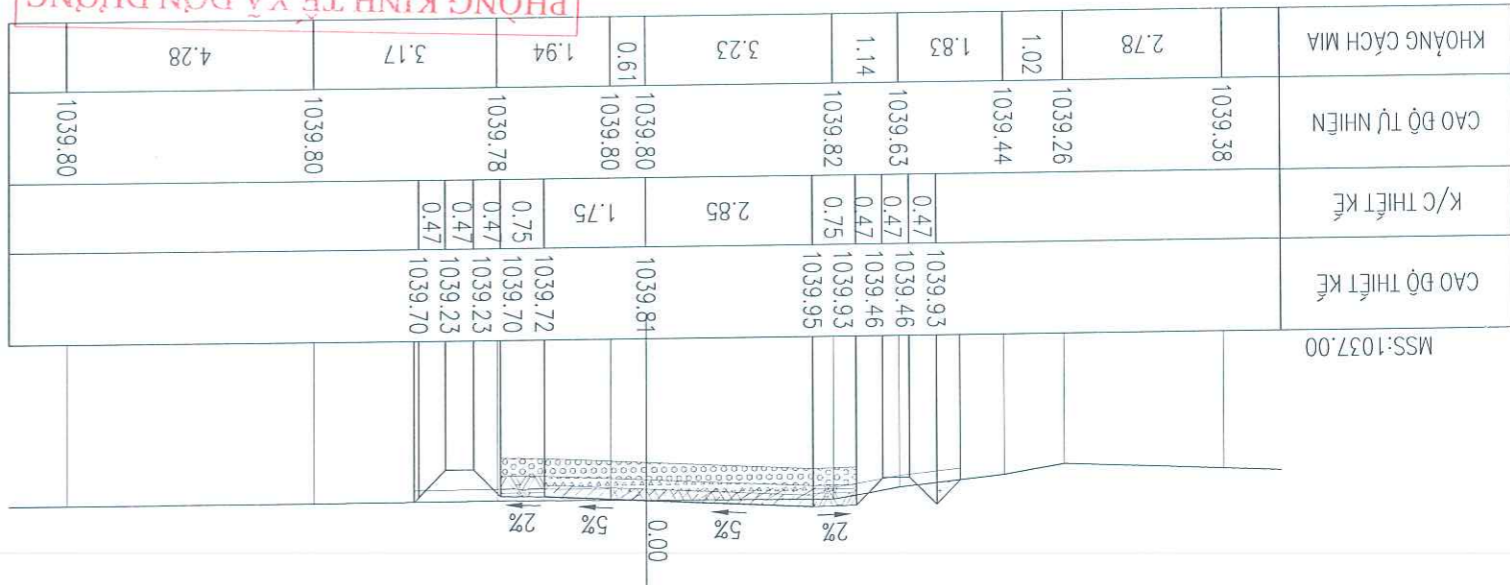 0.00
2% 5% 5% 2%
MSS:1037.00
CAO ĐỘ THIẾT KẾ 1039.93 1039.46 1039.46 1039.93 1039.95 1039.81 1039.72 1039.70 1039.23 1039.23 1039.70
K/C THIẾT KẾ 0.47 0.47 0.47 0.75 2.85 1.75 0.75 0.47 0.47 0.47
CAO ĐỘ TỰ NHIÊN 1039.38 1039.26 1039.44 1039.63 1039.82 1039.80 1039.80 1039.78 1039.80 1039.80
KHOẢNG CÁCH MIA 2.78 1.02 1.83 1.14 3.23 0.61 1.94 3.17 4.28
PHÒNG KINH TẾ XÃ ĐƠN DƯƠNG